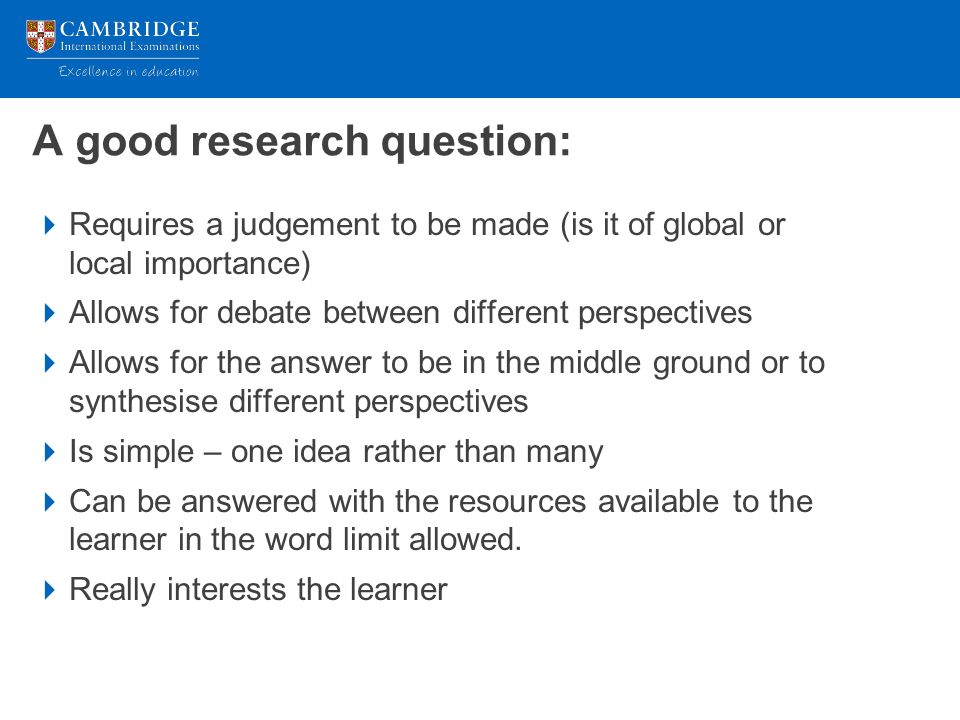 CAMBRIDGE
International Examinations
Excellence in education
A good research question:
Requires a judgement to be made (is it of global or
local importance)
Allows for debate between different perspectives
Allows for the answer to be in the middle ground or to
synthesise different perspectives
Is simple – one idea rather than many
Can be answered with the resources available to the
learner in the word limit allowed.
Really interests the learner